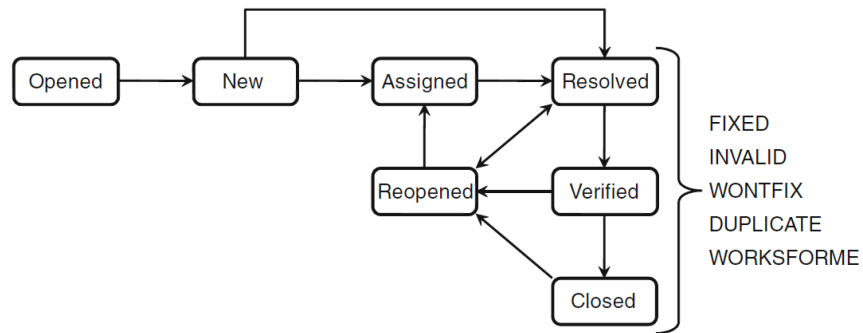 Opened
New
Assigned
Resolved
Reopened
Verified
Closed
FIXED
INVALID
WONTFIX
DUPLICATE
WORKSFORME